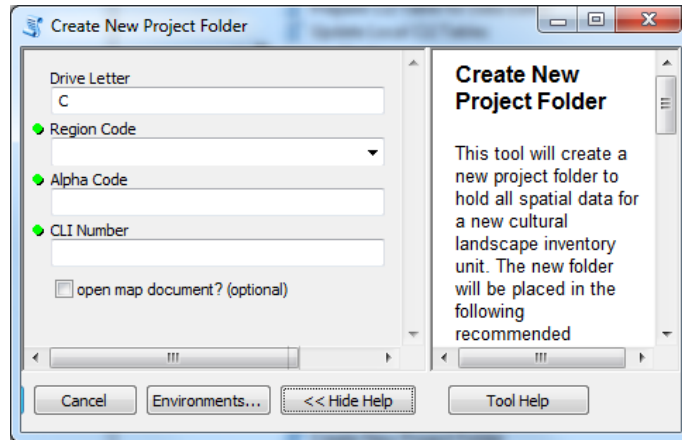 Create New Project Folder
Drive Letter
C
Region Code
Alpha Code
CLI Number
open map document? (optional)
Create New
Project Folder
This tool will create a
new project folder to
hold all spatial data for
a new cultural
landscape inventory
unit. The new folder
will be placed in the
following
recommended
Cancel
Environments...
<< Hide Help
Tool Help